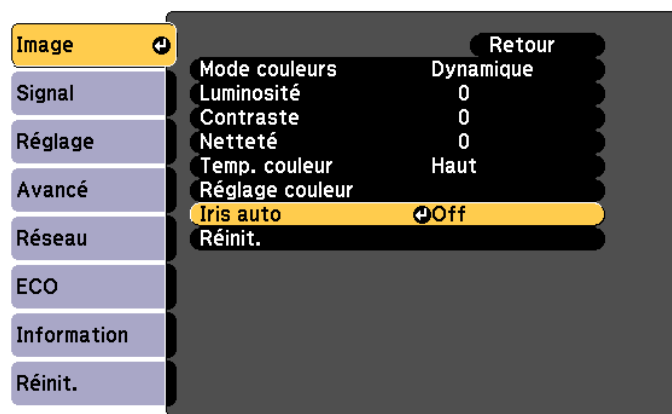 Image
Signal
Réglage
Avancé
Réseau
ECO
Information
Réinit.
Retour
Mode couleurs Dynamique
Luminosité 0
Contraste 0
Netteté 0
Temp. couleur Haut
Réglage couleur
Iris auto Off
Réinit.